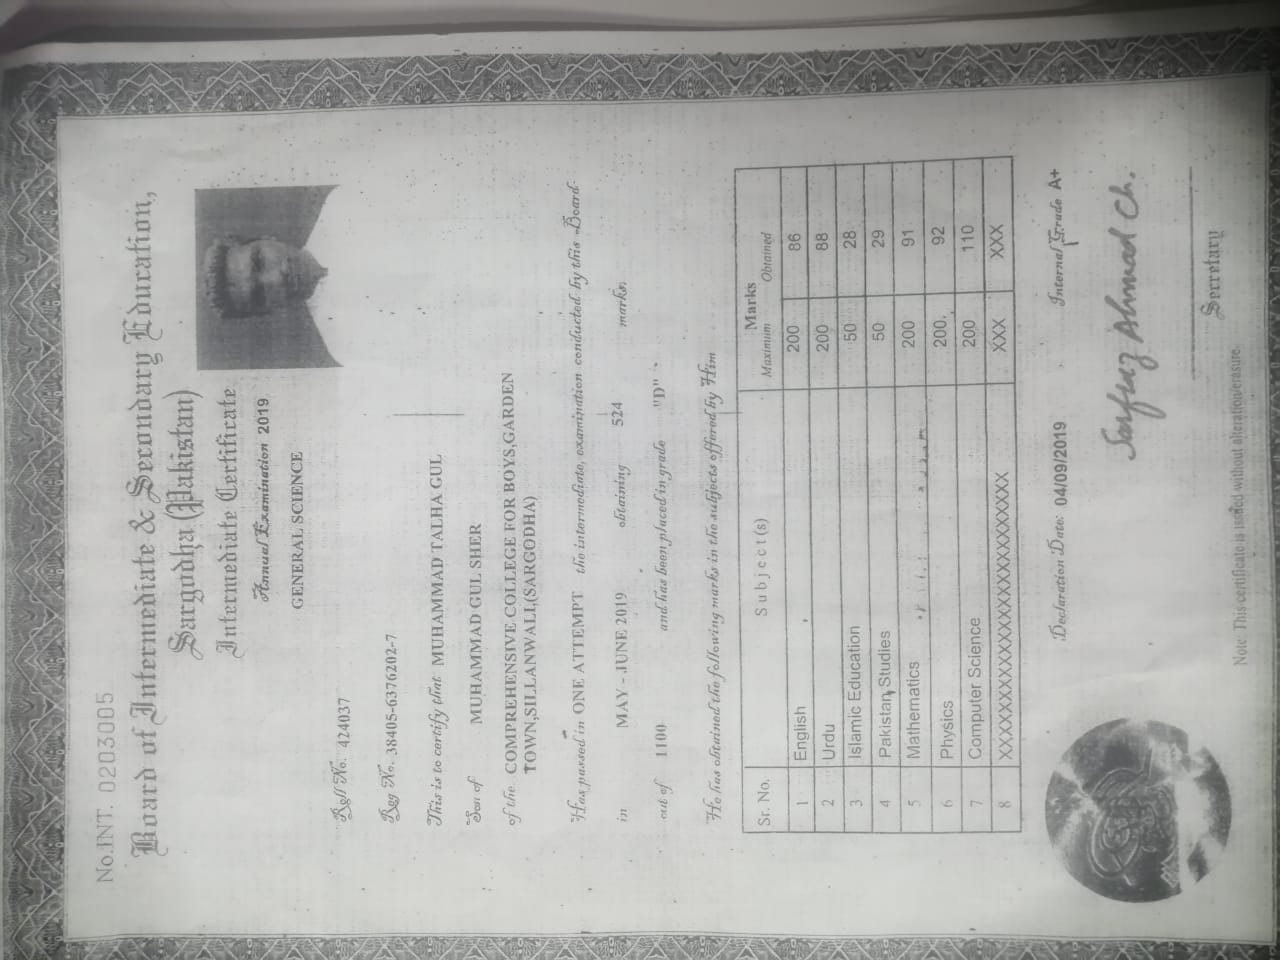 No.INT. 0203005
Board of Intermediate & Secondary Education,
Sargodha (Pakistan)
Intermediate Certificate
Annual Examination 2019
GENERAL SCIENCE
Roll No. 424037
Reg No. 38405-6376202-7
This is to certify that MUHAMMAD TALHA GUL
Son of MUHAMMAD GUL SHER
of the COMPREHENSIVE COLLEGE FOR BOYS,GARDEN
TOWN,SILLANWALI,(SARGODHA)
Has passed in ONE ATTEMPT the intermediate, examination conducted by this Board
in MAY - JUNE 2019 obtaining 524 marks
out of 1100 and has been placed in grade "D"
He has obtained the following marks in the subjects offered by Him
Sr. No. Subject(s) Marks
Maximum Obtained
1 English 200 86
2 Urdu 200 88
3 Islamic Education 50 28
4 Pakistan Studies 50 29
5 Mathematics 200 91
6 Physics 200 92
7 Computer Science 200 110
8 XXXXXXXXXXXXXXXXXXXXXXXXX XXX XXX
Declaration Date: 04/09/2019 Internal Grade A+
Sarfraz Ahmad Ch.
Secretary
Note: This certificate is issued without alteration/erasure.